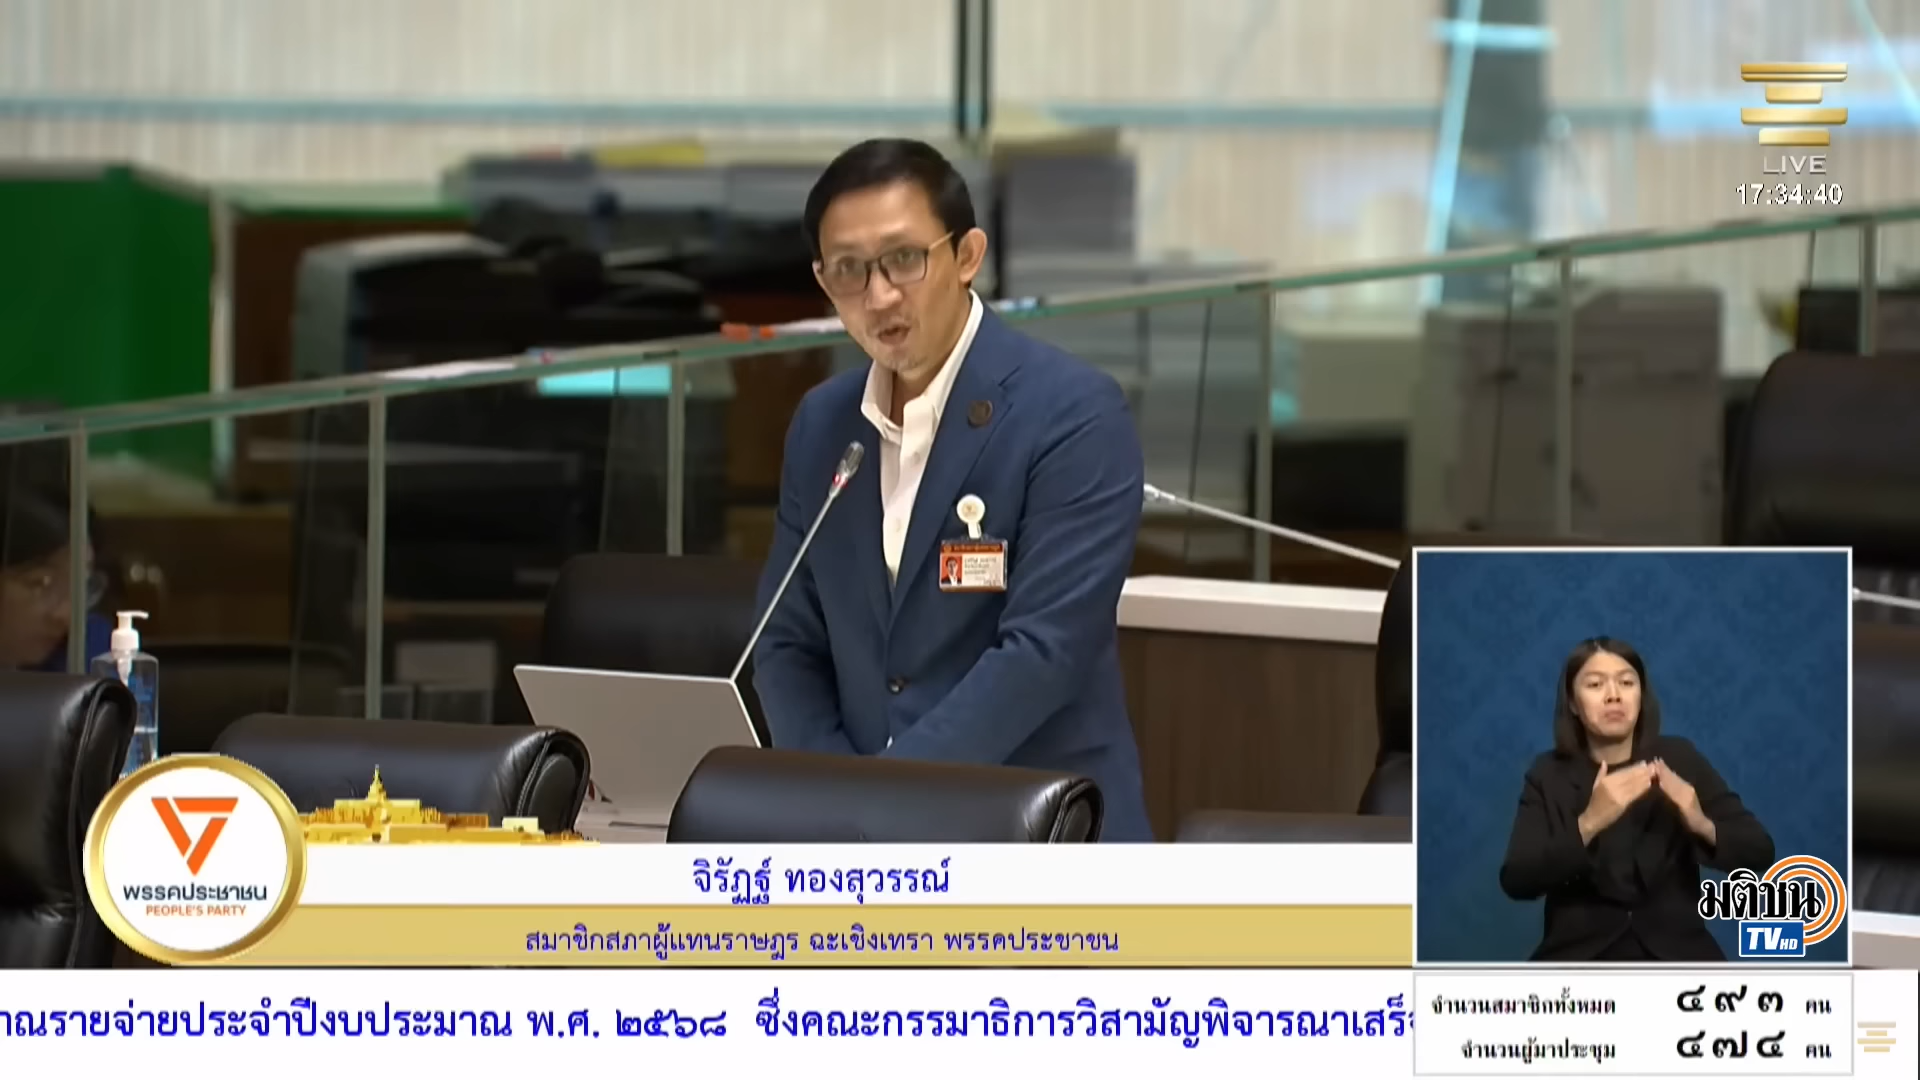 LIVE
17:34:40
จิรัฏฐ์ ทองสุวรรณ์
พรรคประชาชน
PEOPLE'S PARTY
สมาชิกสภาผู้แทนราษฎร ฉะเชิงเทรา พรรคประชาชน
มติชน
TV HD
าณรายจ่ายประจำปีงบประมาณ พ.ศ. ๒๕๖๘ ซึ่งคณะกรรมาธิการวิสามัญพิจารณาเสร็จ
จำนวนสมาชิกทั้งหมด ๔๙๓ คน
จำนวนผู้มาประชุม ๔๗๔ คน